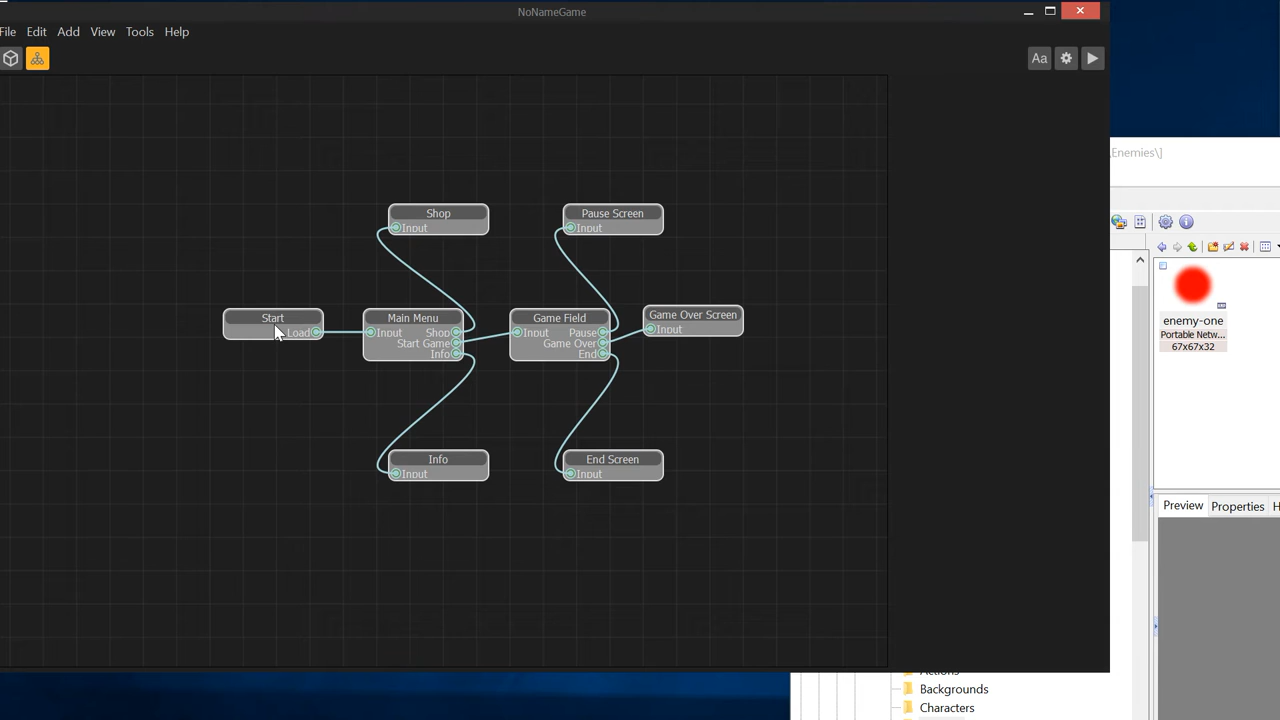 NoNameGame
File Edit Add View Tools Help
Aa
Enemies\]
Shop
Input
Pause Screen
Input
Start
Load
Main Menu
Input Shop
Start Game
Info
Game Field
Input Pause
Game Over
End
Game Over Screen
Input
Info
Input
End Screen
Input
enemy-one
Portable Netw...
67x67x32
Preview Properties H
Actions
Backgrounds
Characters